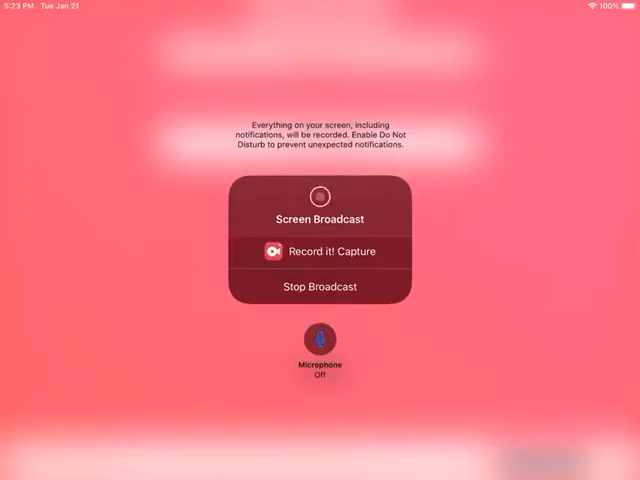 5:23 PM Tue Jan 21
100%
Everything on your screen, including
notifications, will be recorded. Enable Do Not
Disturb to prevent unexpected notifications.
Screen Broadcast
Record it! Capture
Stop Broadcast
Microphone
Off